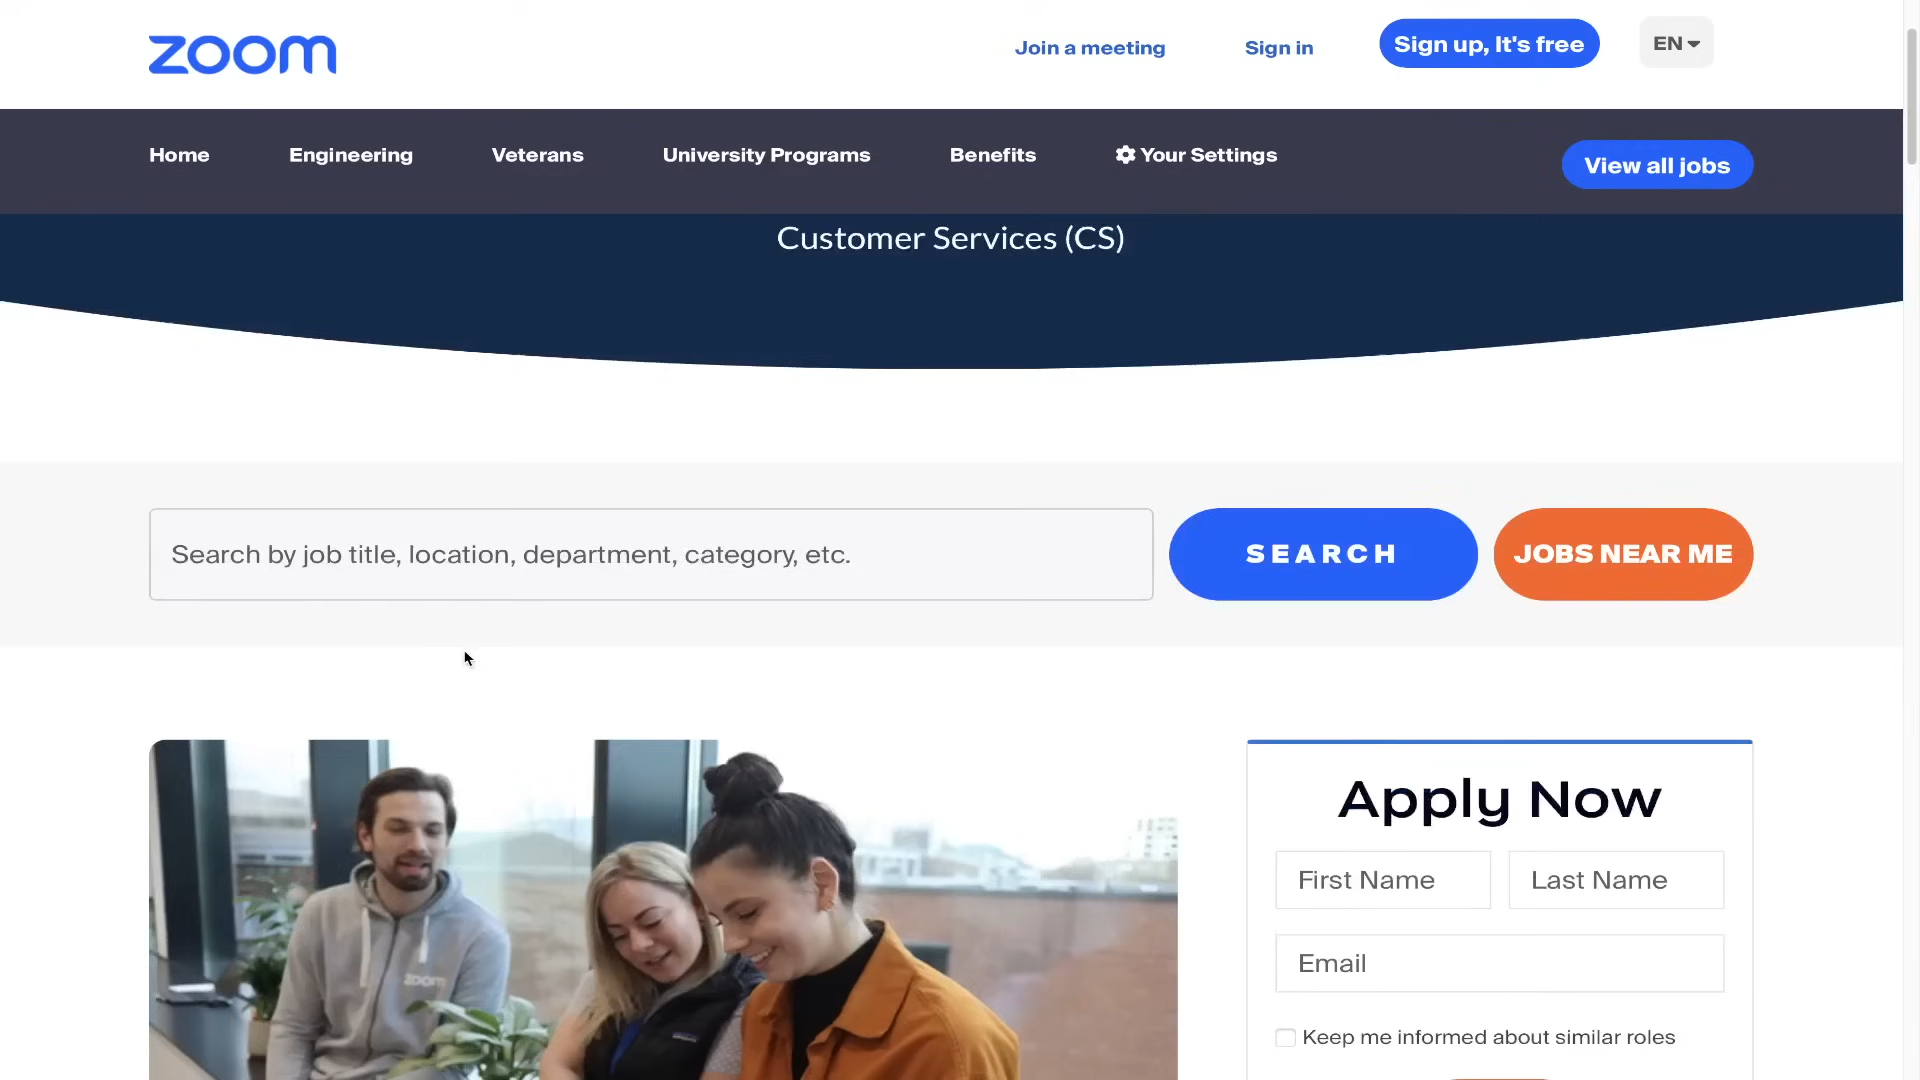 zoom
Join a meeting
Sign in
Sign up, It's free
EN
Home
Engineering
Veterans
University Programs
Benefits
Your Settings
View all jobs
Customer Services (CS)
Search by job title, location, department, category, etc.
SEARCH
JOBS NEAR ME
Apply Now
First Name
Last Name
Email
zoom
Keep me informed about similar roles